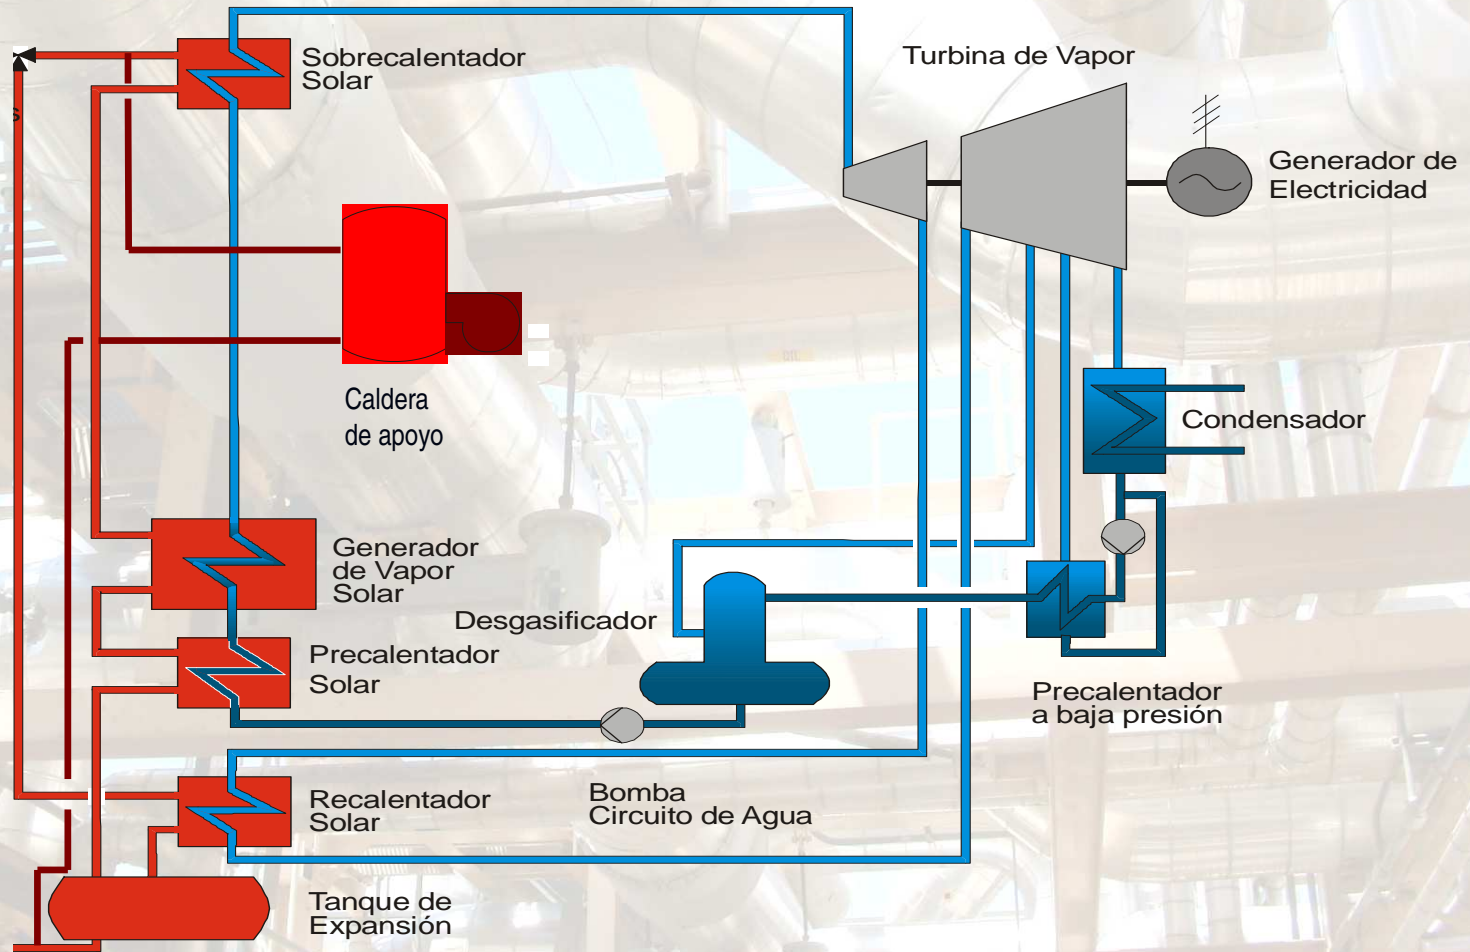 Sobrecalentador
Solar
Turbina de Vapor
s
Generador de
Electricidad
Caldera
de apoyo
Condensador
Generador
de Vapor
Solar
Desgasificador
Precalentador
Solar
Precalentador
a baja presión
Recalentador
Solar
Bomba
Circuito de Agua
Tanque de
Expansión